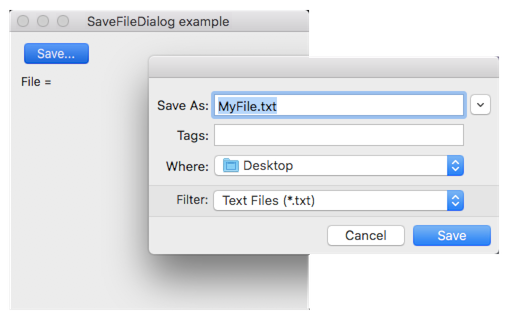 SaveFileDialog example
Save...
File =
Save As: MyFile.txt
Tags:
Where: Desktop
Filter: Text Files (*.txt)
Cancel Save